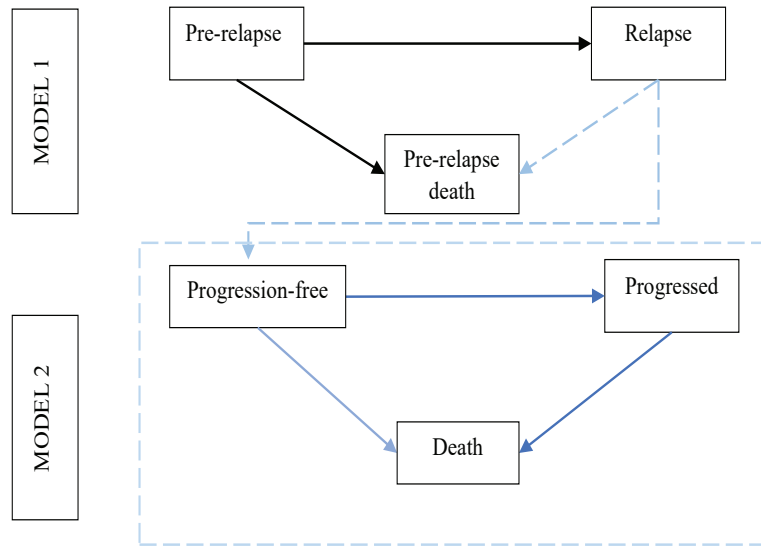 MODEL 1
Pre-relapse
Relapse
Pre-relapse
death
MODEL 2
Progression-free
Progressed
Death